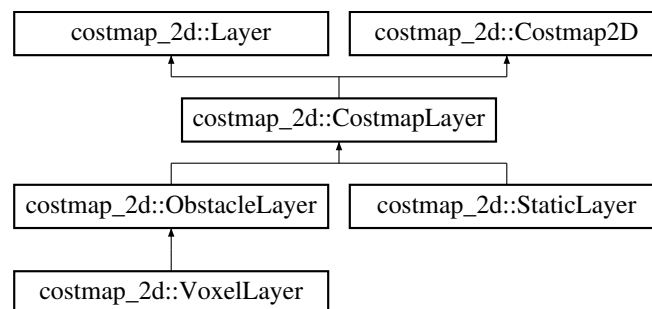 costmap_2d::Layer
costmap_2d::Costmap2D
costmap_2d::CostmapLayer
costmap_2d::ObstacleLayer
costmap_2d::StaticLayer
costmap_2d::VoxelLayer